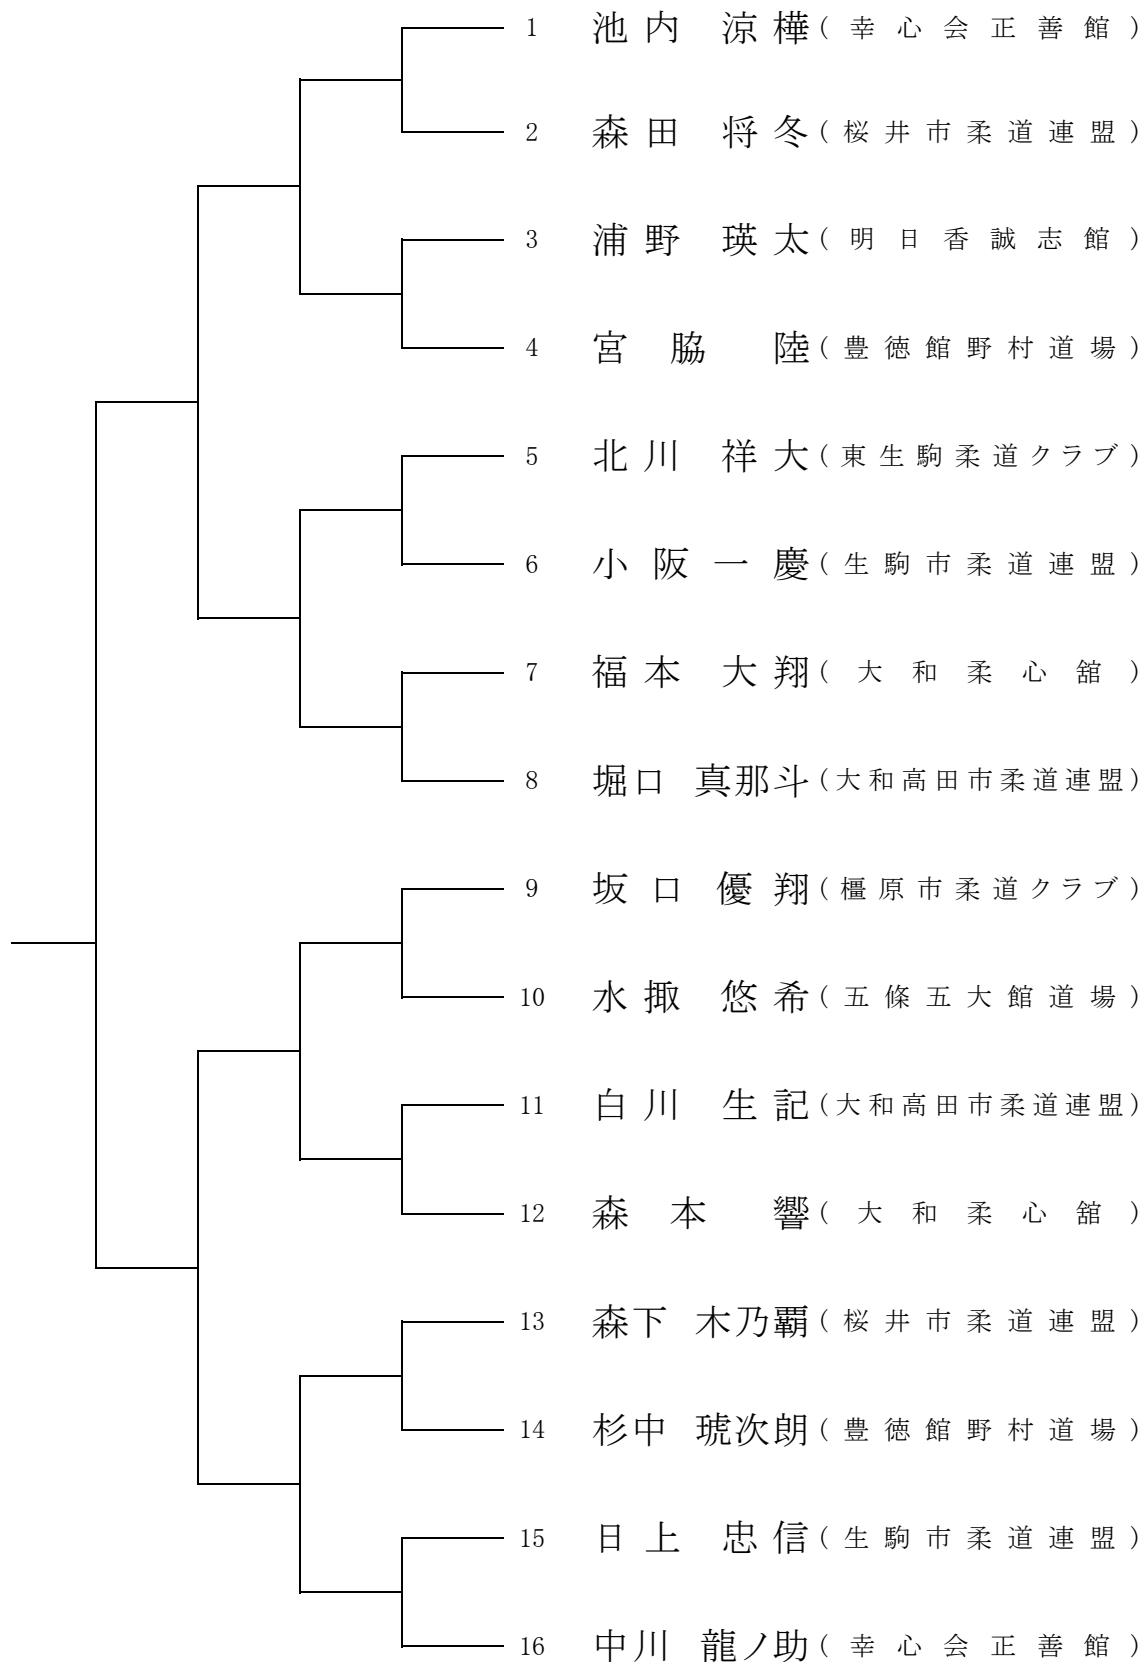 1 池内 涼樺(幸心会正善館)
2 森田 将冬(桜井市柔道連盟)
3 浦野 瑛太(明日香誠志館)
4 宮脇 陸(豊徳館野村道場)
5 北川 祥大(東生駒柔道クラブ)
6 小阪一慶(生駒市柔道連盟)
7 福本 大翔(大和柔心舘)
8 堀口 真那斗(大和高田市柔道連盟)
9 坂口 優翔(橿原市柔道クラブ)
10 水掫 悠希(五條五大館道場)
11 白川 生記(大和高田市柔道連盟)
12 森本 響(大和柔心舘)
13 森下 木乃覇(桜井市柔道連盟)
14 杉中 琥次朗(豊徳館野村道場)
15 日上 忠信(生駒市柔道連盟)
16 中川 龍ノ助(幸心会正善館)